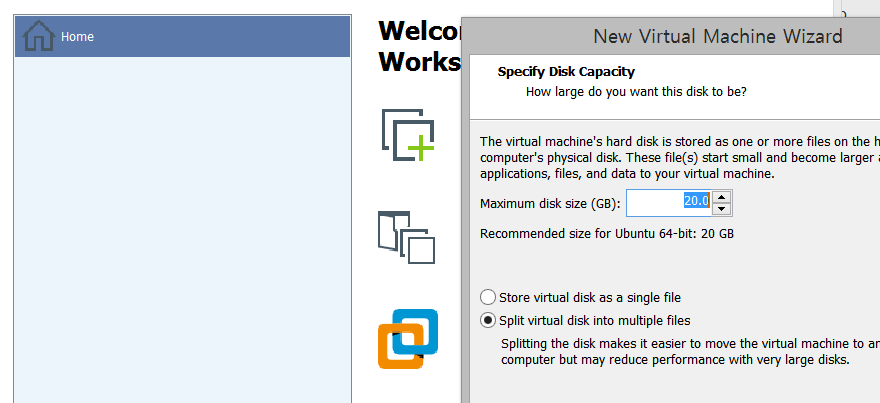 Home
Welco
Works
New Virtual Machine Wizard
Specify Disk Capacity
How large do you want this disk to be?
The virtual machine's hard disk is stored as one or more files on the h
computer's physical disk. These file(s) start small and become larger a
applications, files, and data to your virtual machine.
Maximum disk size (GB): 20.0
Recommended size for Ubuntu 64-bit: 20 GB
Store virtual disk as a single file
Split virtual disk into multiple files
Splitting the disk makes it easier to move the virtual machine to an
computer but may reduce performance with very large disks.